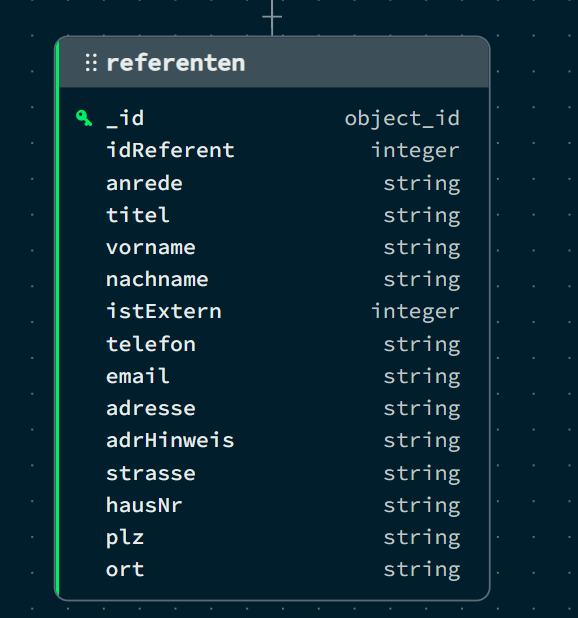 referenten
_id object_id
idReferent integer
anrede string
titel string
vorname string
nachname string
istExtern integer
telefon string
email string
adresse string
adrHinweis string
strasse string
hausNr string
plz string
ort string